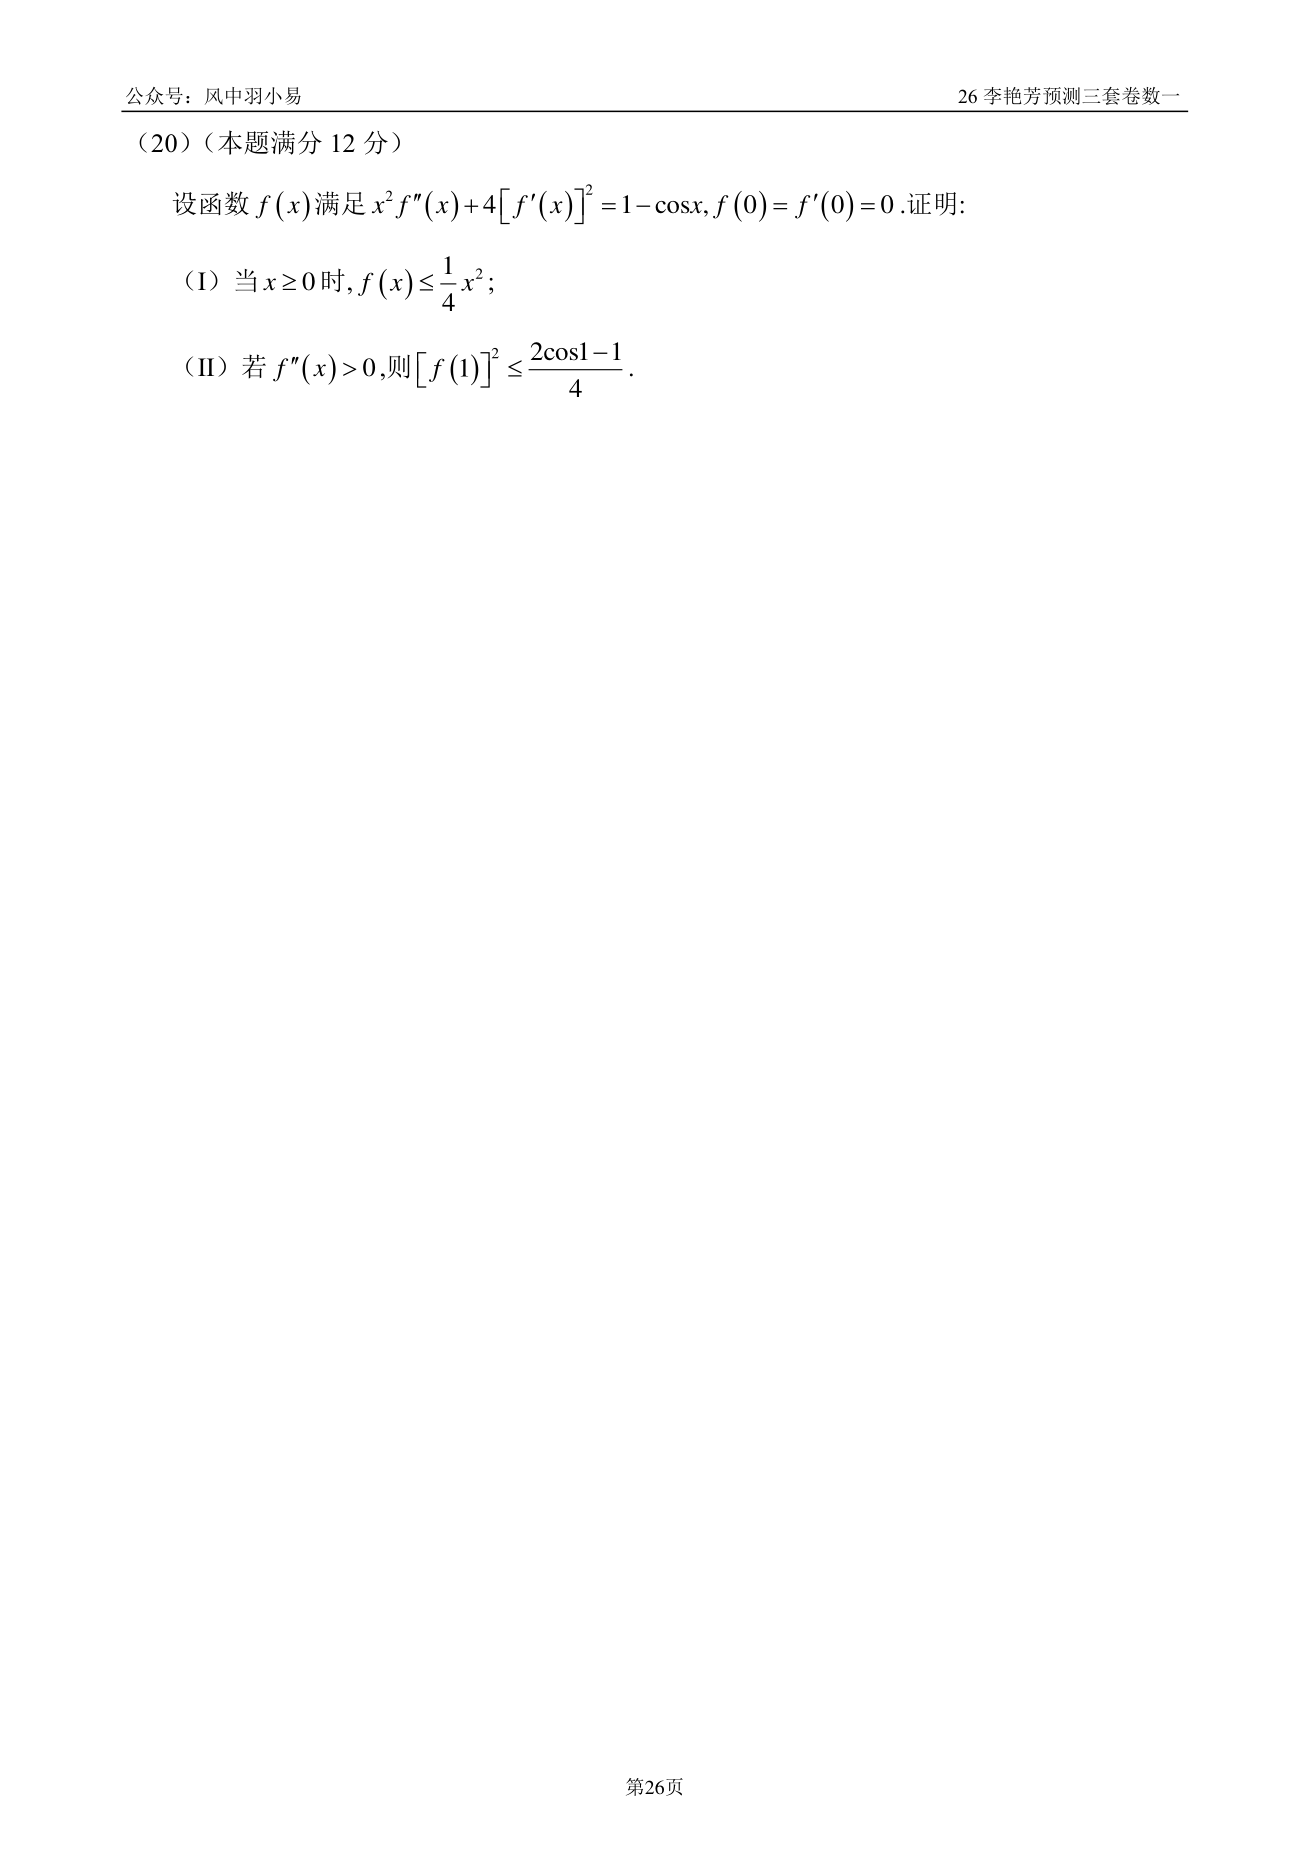 公众号：风中羽小易 26 李艳芳预测三套卷数一
（20）（本题满分 12 分）
设函数 f(x) 满足 x²f″(x)+4[f′(x)]²=1−cosx, f(0)=f′(0)=0 .证明:
（I）当 x≥0 时, f(x)≤1/4 x²;
（II）若 f″(x)>0 ,则[f(1)]²≤(2cos1−1)/4 .
第26页